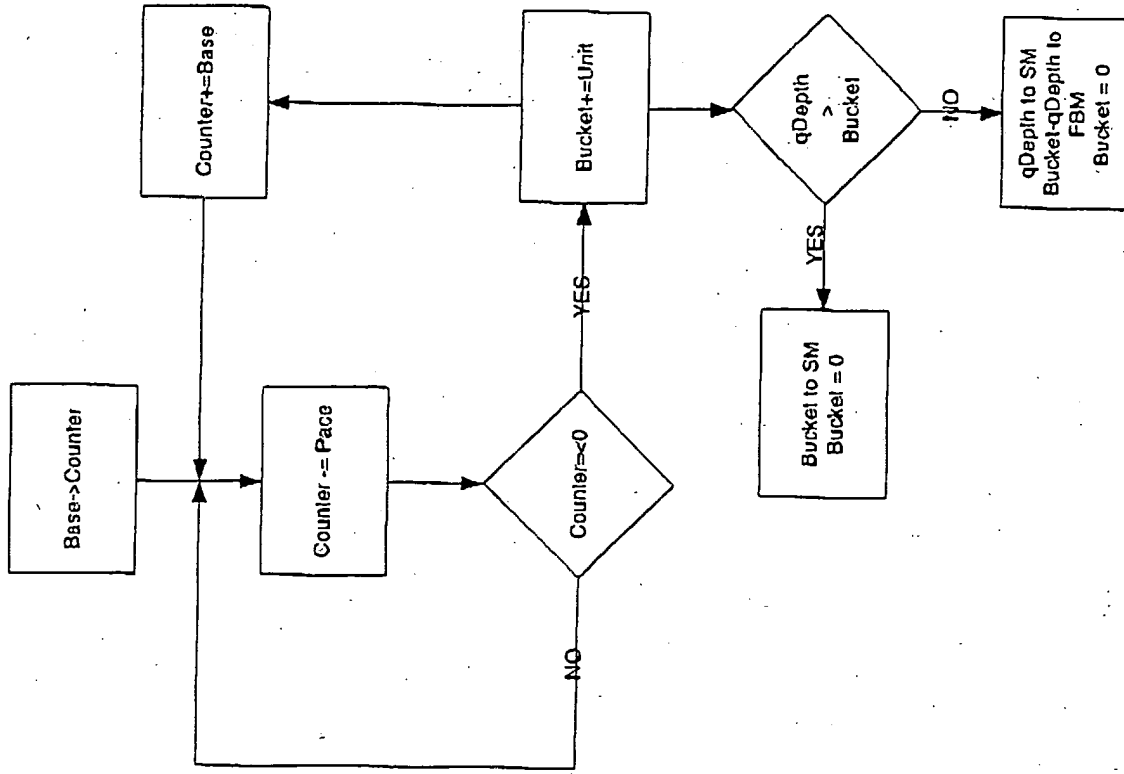 Base->Counter
Counter+=Base
Counter -= Pace
Counter=<0
NO
YES
Bucket+=Unit
qDepth
>
Bucket
YES
NO
Bucket to SM
Bucket = 0
qDepth to SM
Bucket-qDepth to
FBM
Bucket = 0